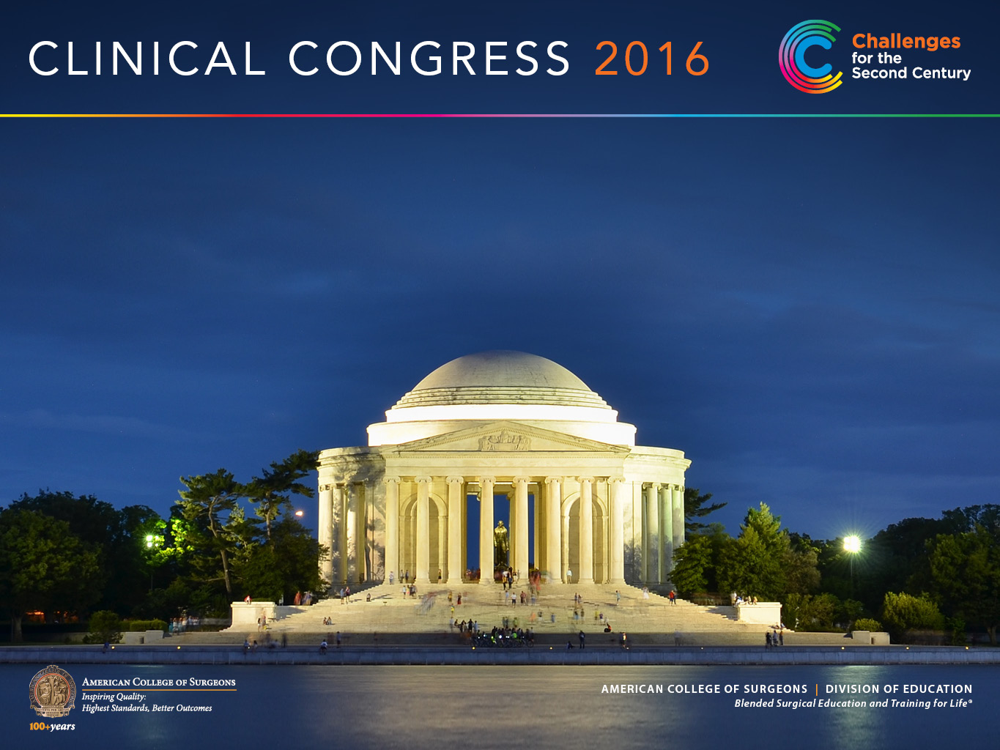 CLINICAL CONGRESS 2016
Challenges
for the
Second Century
AMERICAN COLLEGE OF SURGEONS
Inspiring Quality:
Highest Standards, Better Outcomes
100+years
AMERICAN COLLEGE OF SURGEONS | DIVISION OF EDUCATION
Blended Surgical Education and Training for Life®